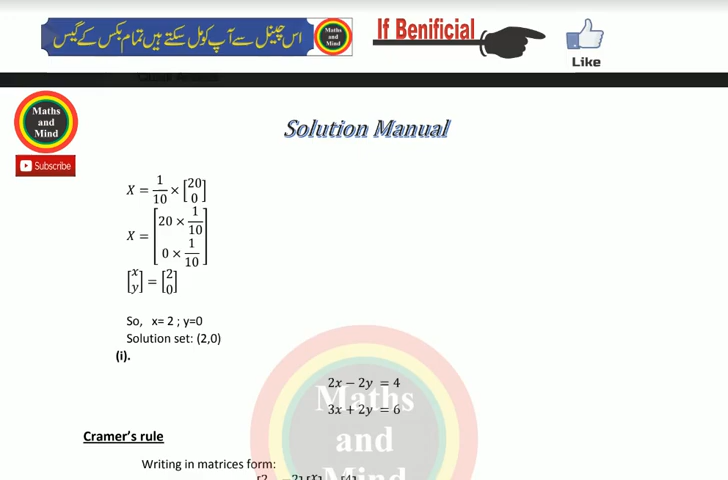 اس چینل سے آپ کو مل سکتے ہیں تمام بکس کے گیس
Maths
and
Mind
If Benificial
Like
Maths
and
Mind
Subscribe
Solution Manual
X = 1/10 × [20 0]
X = [20 × 1/10 0 × 1/10]
[x y] = [2 0]
So, x= 2 ; y=0
Solution set: (2,0)
(i).
2x − 2y = 4
3x + 2y = 6
Maths
and
Mind
Cramer's rule
Writing in matrices form: